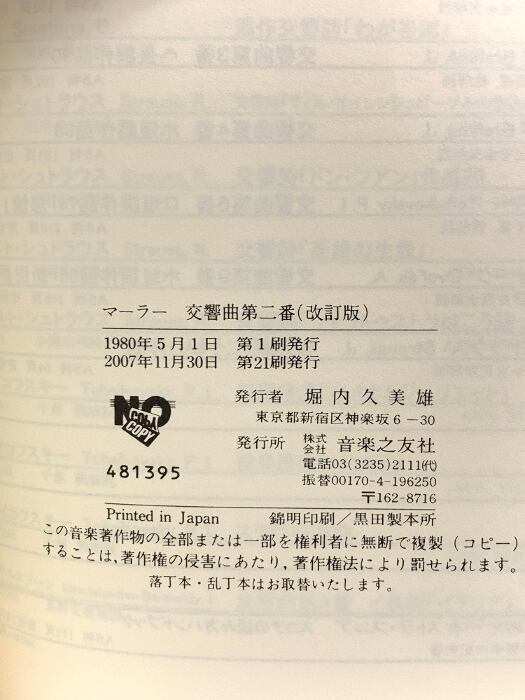 マーラー 交響曲第二番(改訂版)
1980年5月1日 第1刷発行
2007年11月30日 第21刷発行
発行者 堀内久美雄
東京都新宿区神楽坂6-30
発行所 株式会社 音楽之友社
電話03(3235)2111(代)
振替00170-4-196250
〒162-8716
NO
COPY
COPY
481395
Printed in Japan 錦明印刷/黒田製本所
この音楽著作物の全部または一部を権利者に無断で複製(コピー)
することは,著作権の侵害にあたり,著作権法により罰せられます。
落丁本・乱丁本はお取替いたします。